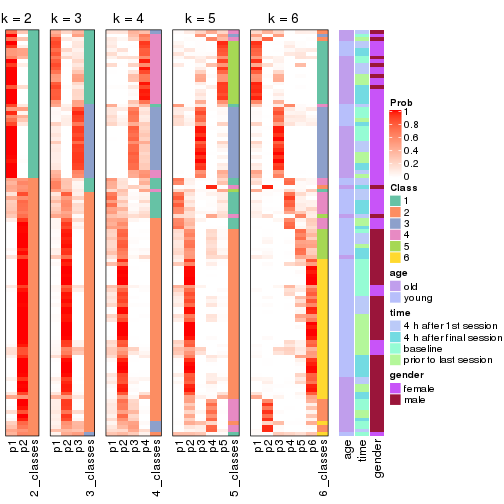 k = 2 k = 3 k = 4 k = 5 k = 6
Prob
1
0.8
0.6
0.4
0.2
0
Class
1
2
3
4
5
6
age
old
young
time
4 h after 1st session
4 h after final session
baseline
prior to last session
gender
female
male
p1 p2 2_classes p1 p2 p3 3_classes p1 p2 p3 p4 4_classes p1 p2 p3 p4 p5 5_classes p1 p2 p3 p4 p5 p6 6_classes age time gender